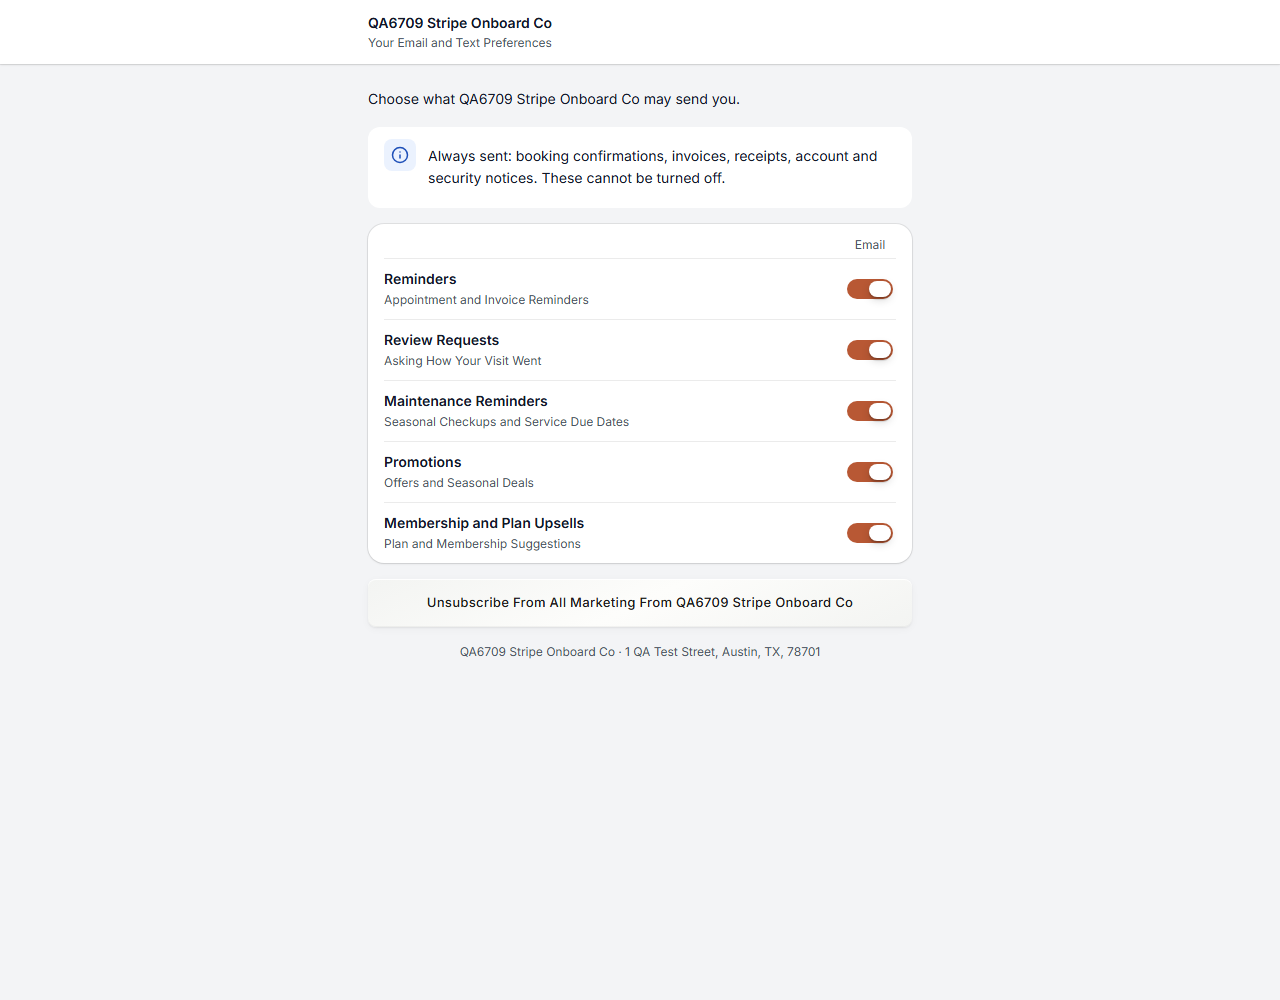 QA6709 Stripe Onboard Co
Your Email and Text Preferences
Choose what QA6709 Stripe Onboard Co may send you.
Always sent: booking confirmations, invoices, receipts, account and
security notices. These cannot be turned off.
Email
Reminders
Appointment and Invoice Reminders
Review Requests
Asking How Your Visit Went
Maintenance Reminders
Seasonal Checkups and Service Due Dates
Promotions
Offers and Seasonal Deals
Membership and Plan Upsells
Plan and Membership Suggestions
Unsubscribe From All Marketing From QA6709 Stripe Onboard Co
QA6709 Stripe Onboard Co · 1 QA Test Street, Austin, TX, 78701